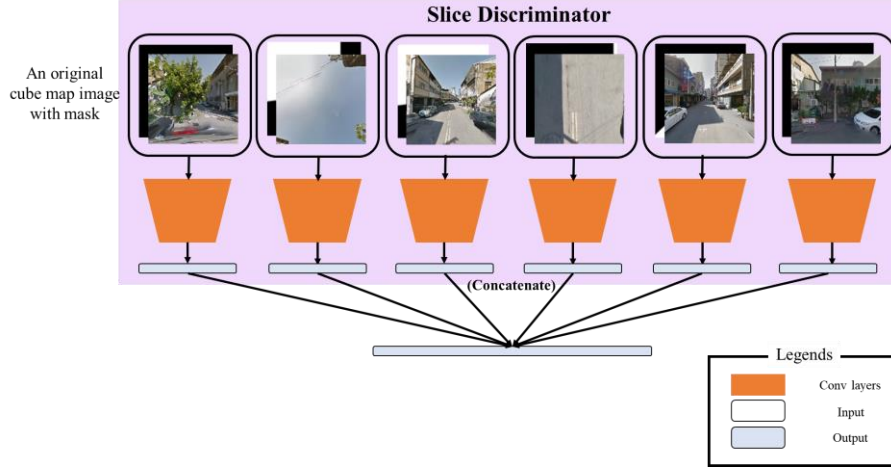 Slice Discriminator
An original
cube map image
with mask
(Concatenate)
Legends
Conv layers
Input
Output